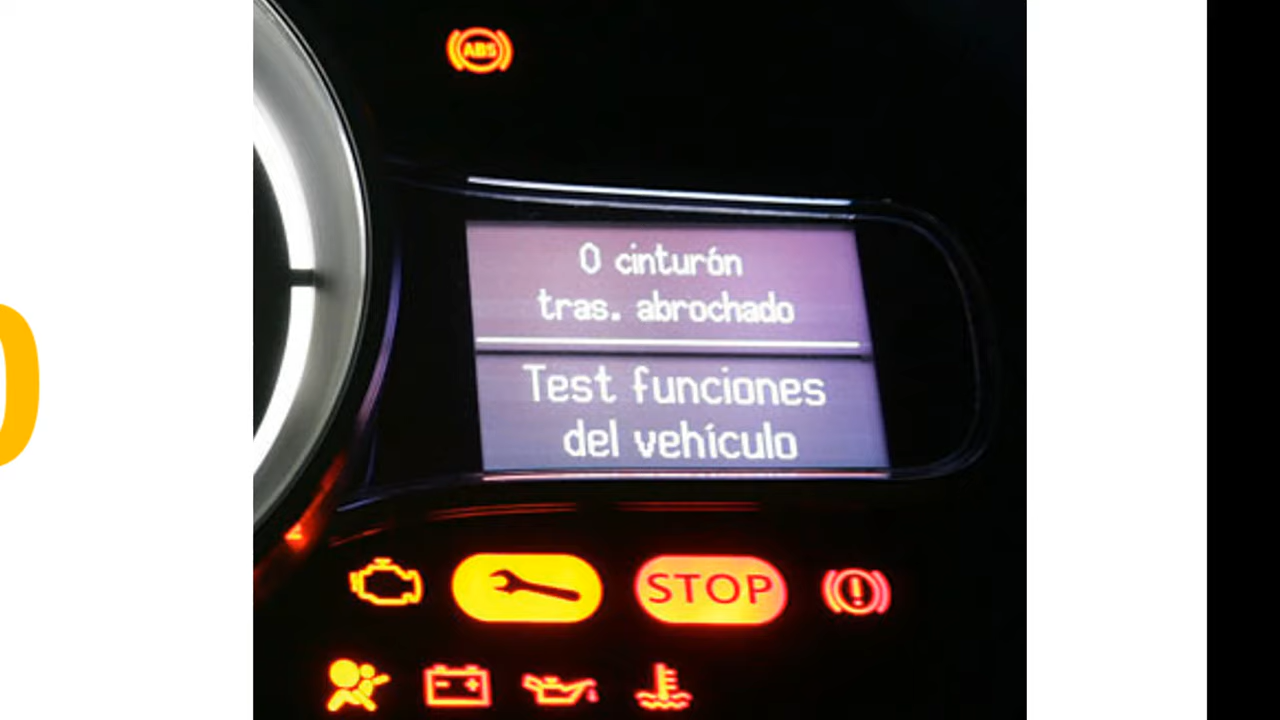 ABS
0 cinturón
tras. abrochado
Test funciones
del vehículo
STOP